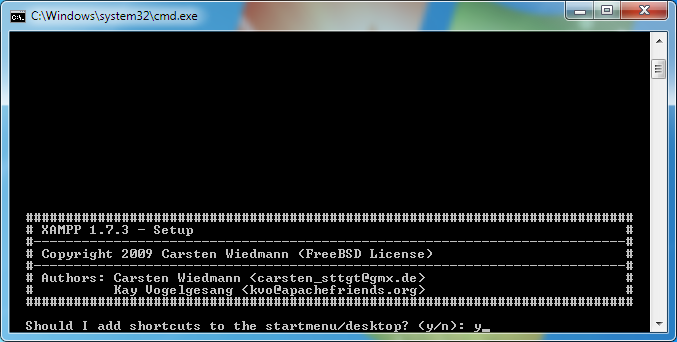 C:\Windows\system32\cmd.exe
###########################################################################
# XAMPP 1.7.3 - Setup #
#-------------------------------------------------------------------------#
# Copyright 2009 Carsten Wiedmann (FreeBSD License) #
#-------------------------------------------------------------------------#
# Authors: Carsten Wiedmann <carsten_sttgt@gmx.de> #
# Kay Vogelgesang <kvo@apachefriends.org> #
###########################################################################
Should I add shortcuts to the startmenu/desktop? (y/n): y_